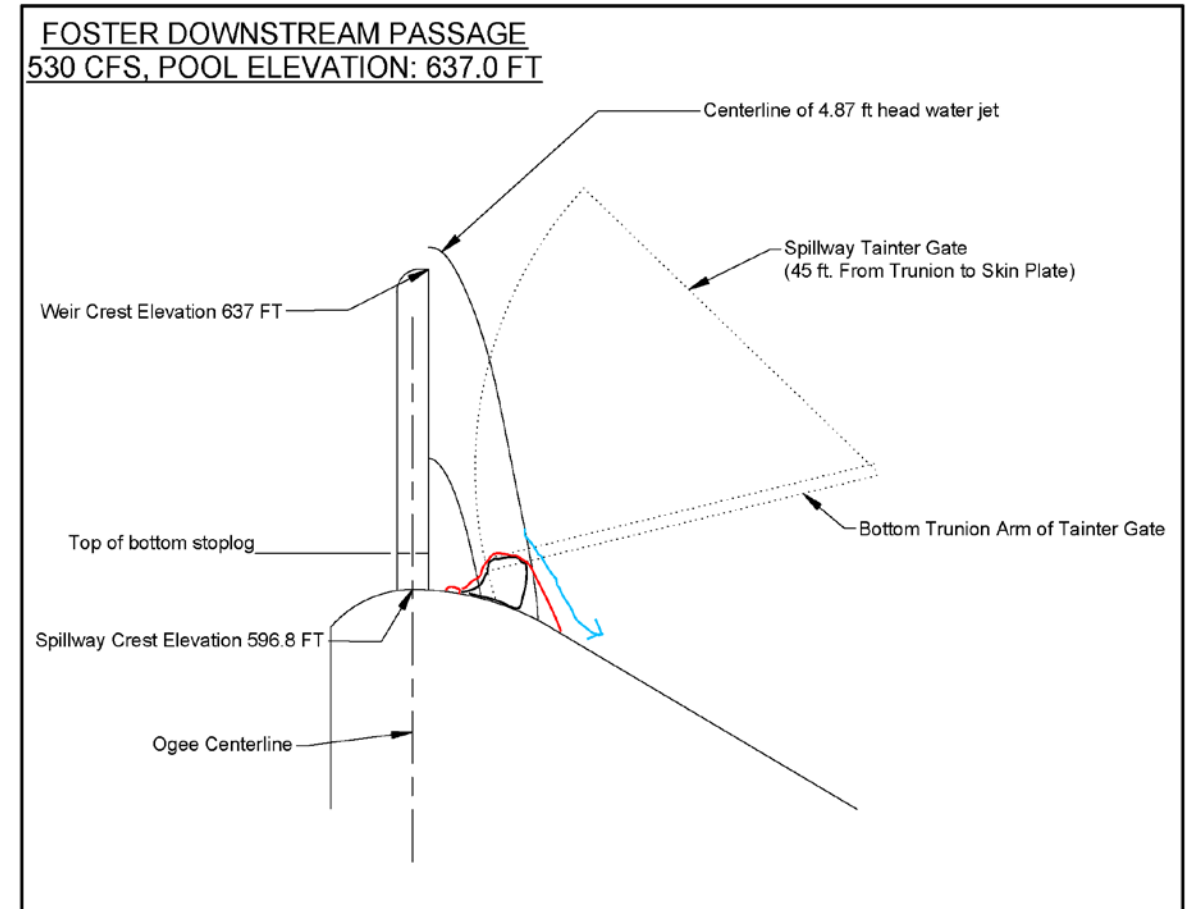 FOSTER DOWNSTREAM PASSAGE
530 CFS, POOL ELEVATION: 637.0 FT
Centerline of 4.87 ft head water jet
Spillway Tainter Gate
(45 ft. From Trunion to Skin Plate)
Weir Crest Elevation 637 FT
Bottom Trunion Arm of Tainter Gate
Top of bottom stoplog
Spillway Crest Elevation 596.8 FT
Ogee Centerline